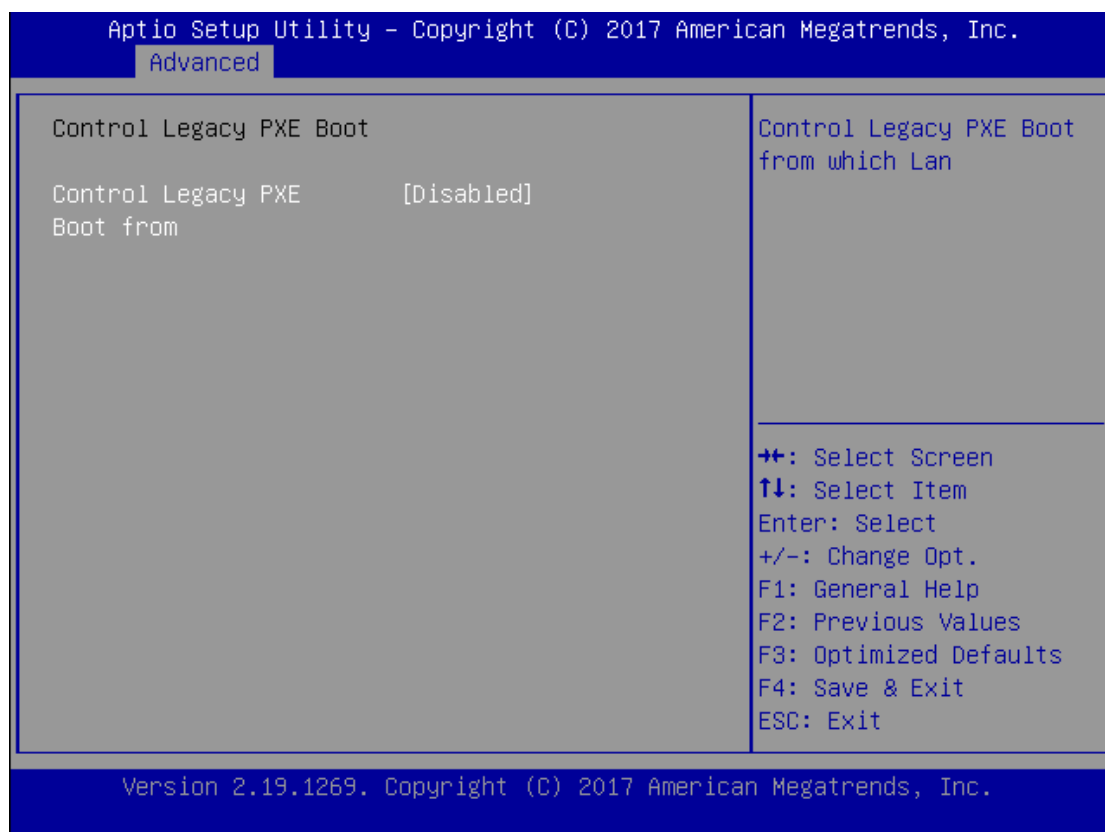 Aptio Setup Utility – Copyright (C) 2017 American Megatrends, Inc.
Advanced
Control Legacy PXE Boot
Control Legacy PXE [Disabled]
Boot from
Control Legacy PXE Boot
from which Lan
→←: Select Screen
↑↓: Select Item
Enter: Select
+/-: Change Opt.
F1: General Help
F2: Previous Values
F3: Optimized Defaults
F4: Save & Exit
ESC: Exit
Version 2.19.1269. Copyright (C) 2017 American Megatrends, Inc.